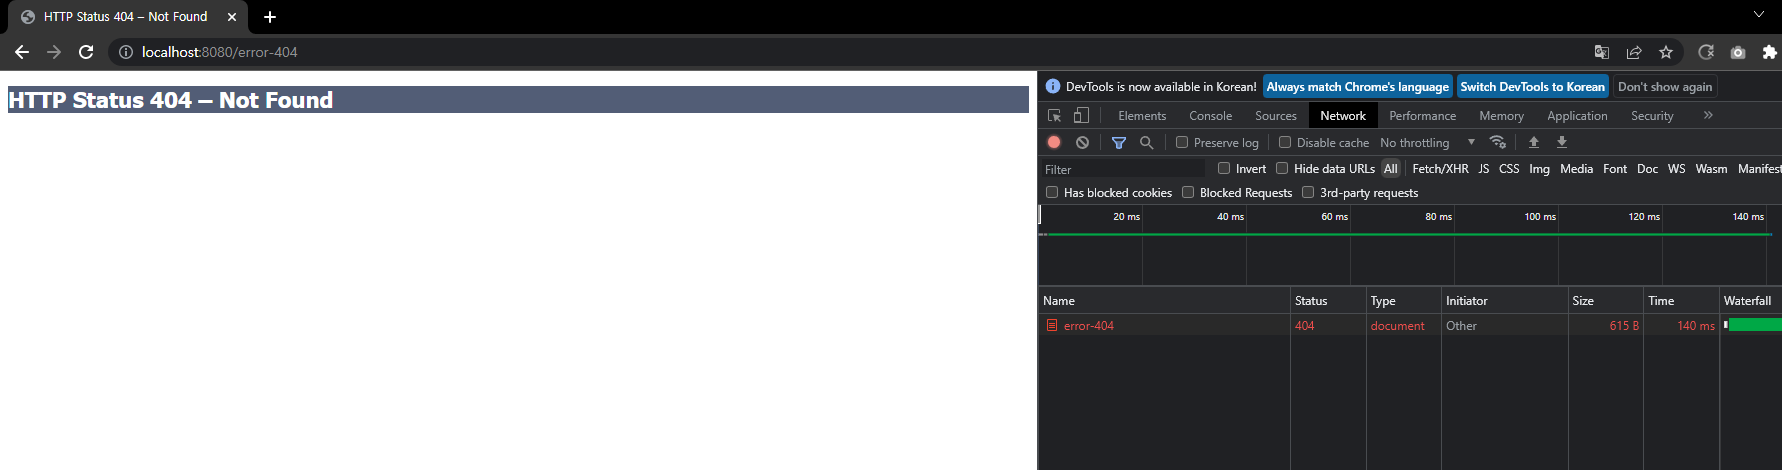 HTTP Status 404 – Not Found
localhost:8080/error-404
HTTP Status 404 – Not Found
DevTools is now available in Korean! Always match Chrome's language Switch DevTools to Korean Don't show again
Elements Console Sources Network Performance Memory Application Security »
Preserve log Disable cache No throttling
Filter Invert Hide data URLs All Fetch/XHR JS CSS Img Media Font Doc WS Wasm Manifest
Has blocked cookies Blocked Requests 3rd-party requests
20 ms 40 ms 60 ms 80 ms 100 ms 120 ms 140 ms
Name Status Type Initiator Size Time Waterfall
error-404 404 document Other 615 B 140 ms